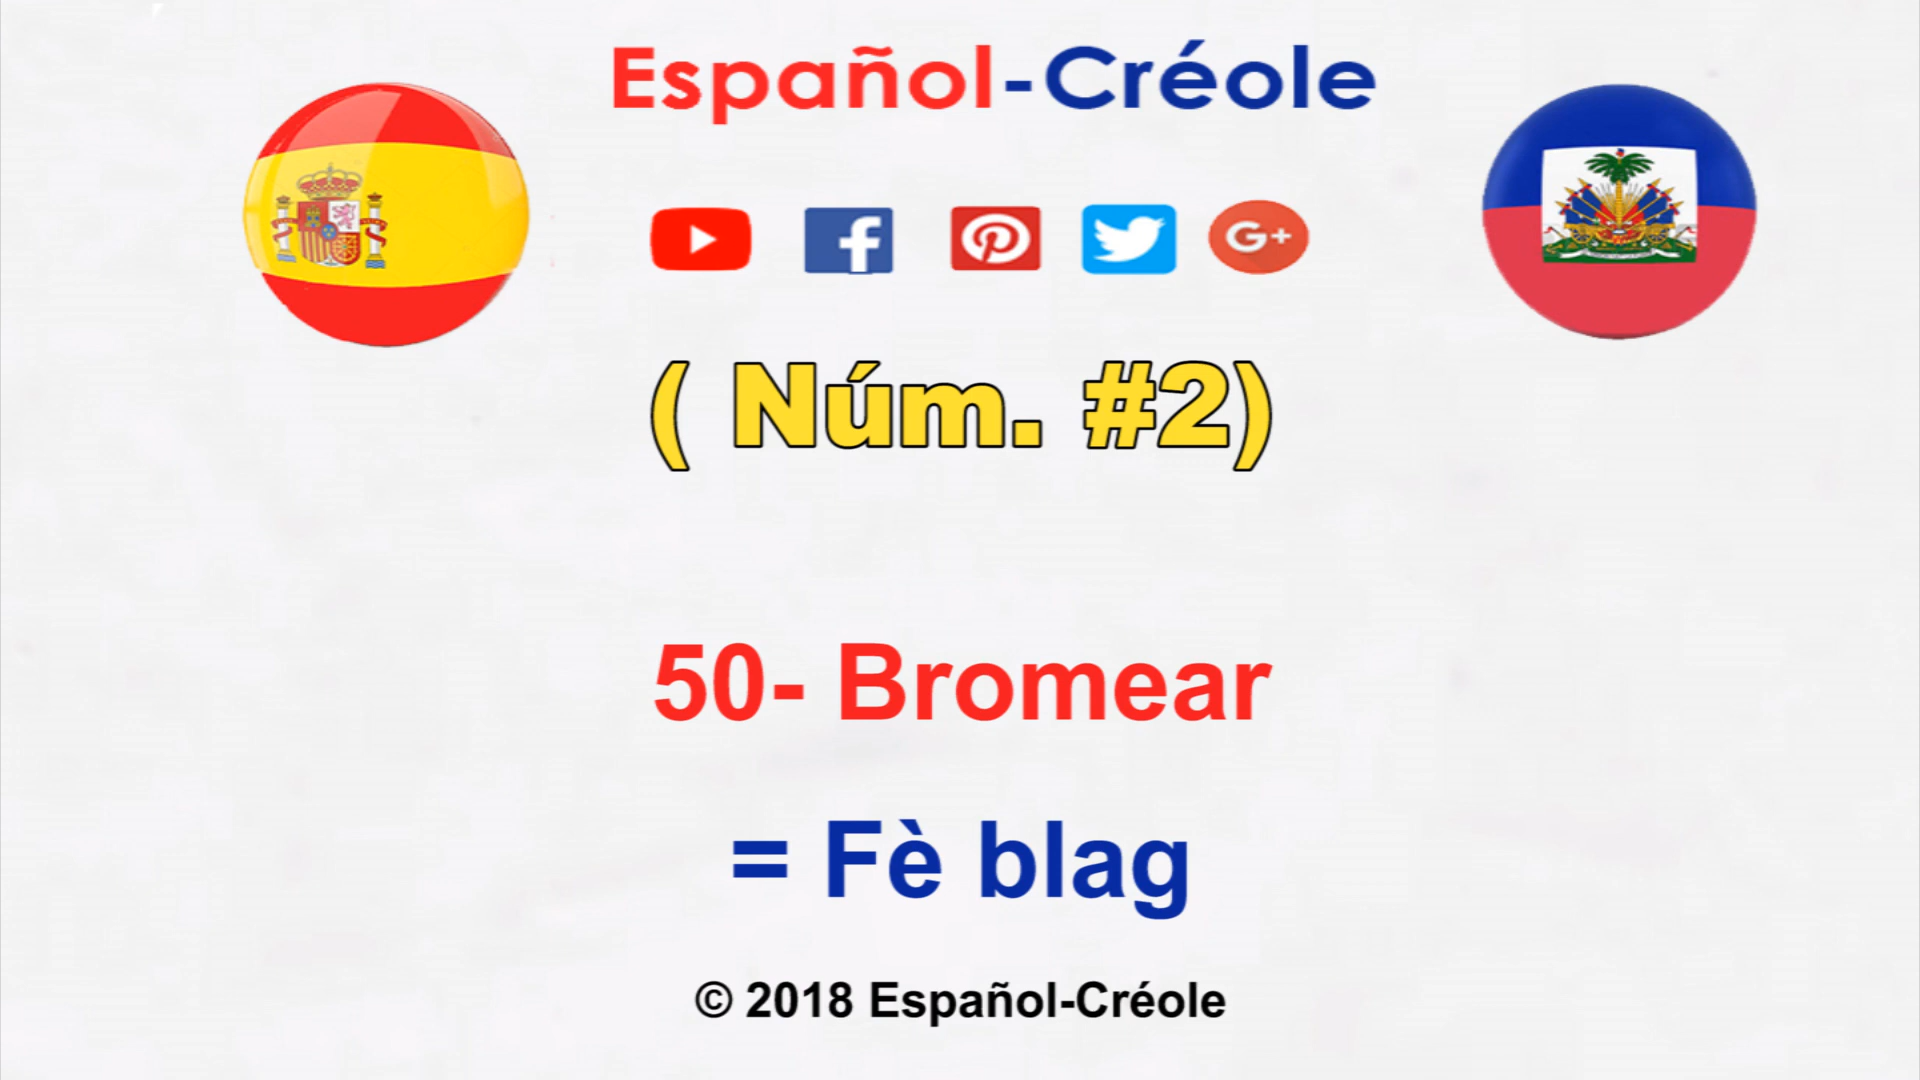 Español-Créole
G+
( Núm. #2)
50- Bromear
= Fè blag
© 2018 Español-Créole